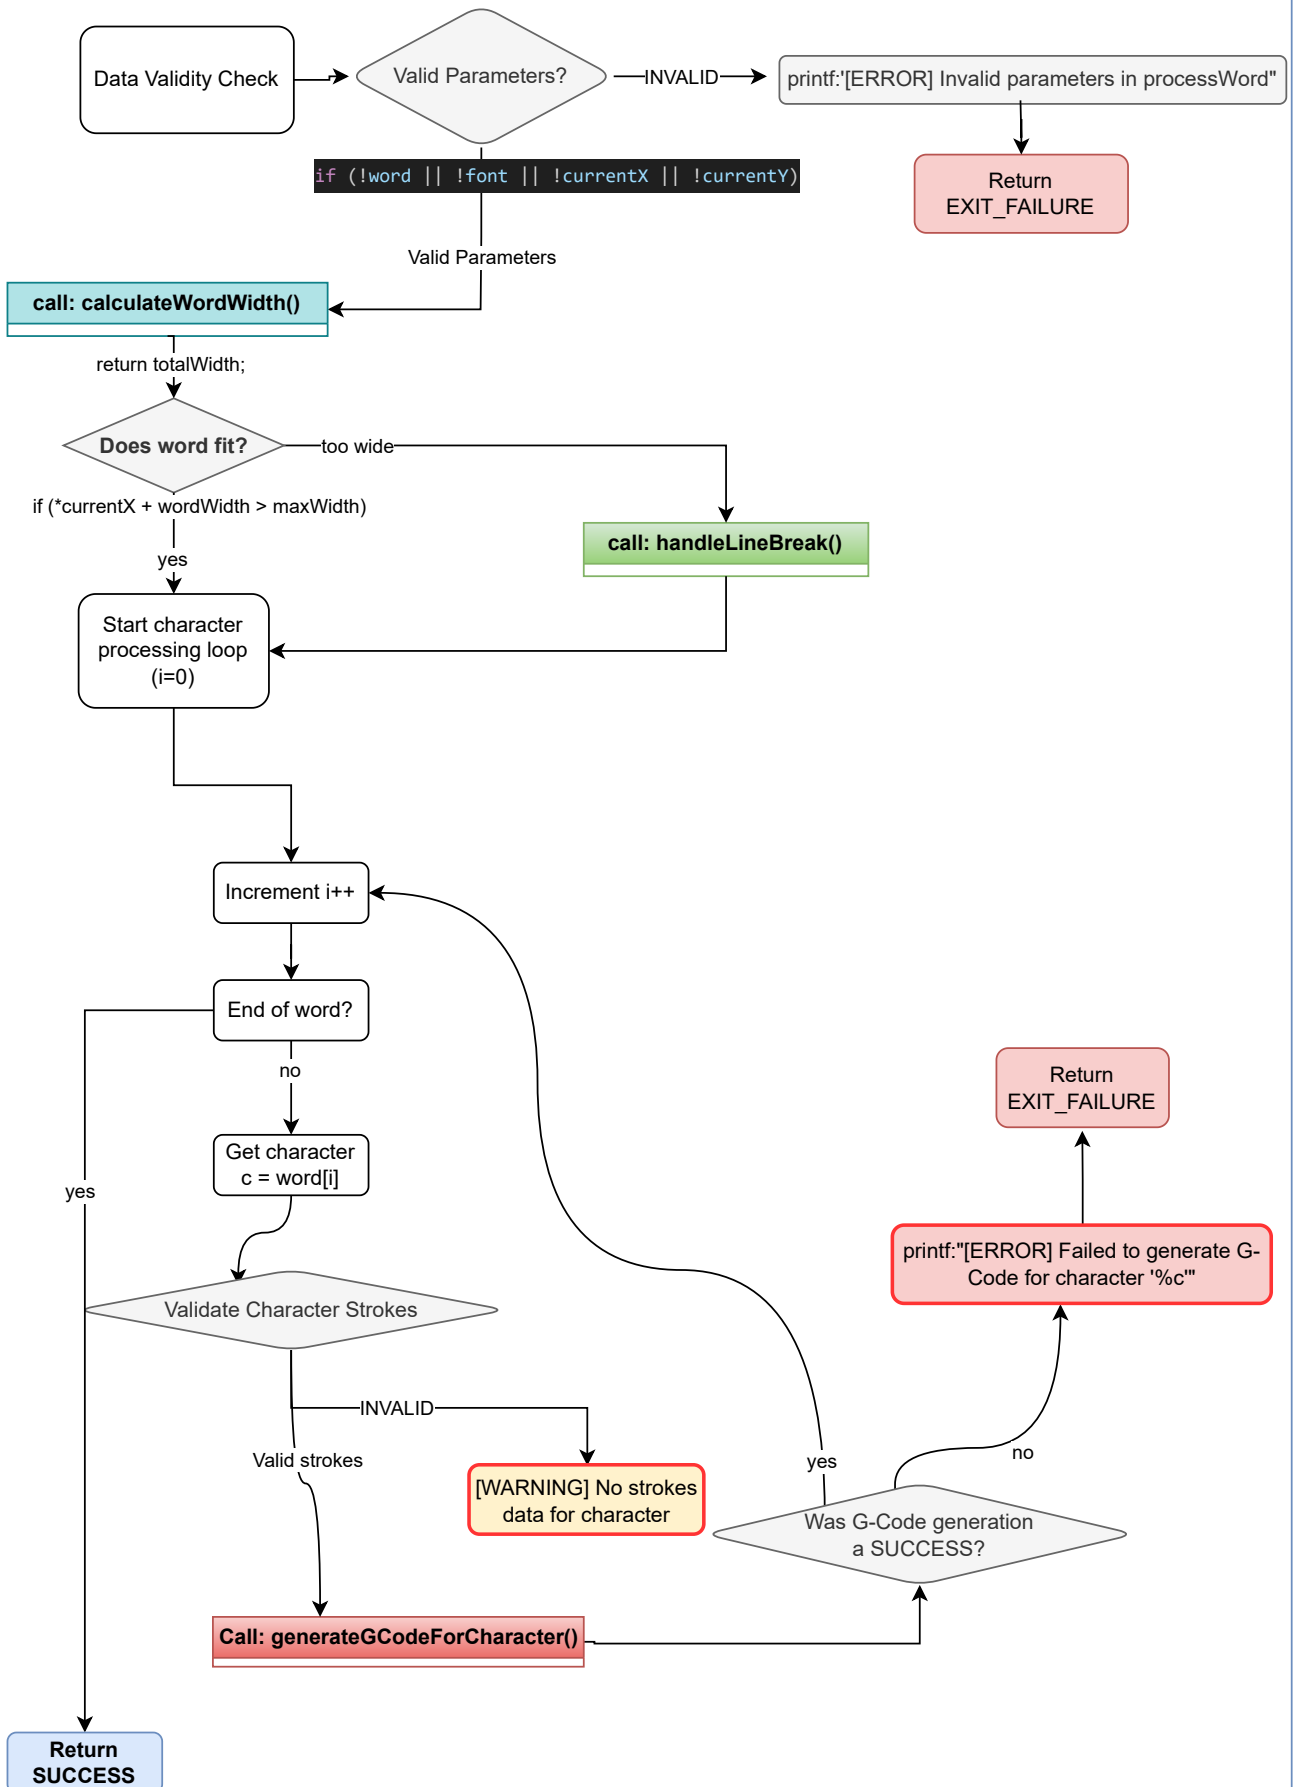 Data Validity Check
Valid Parameters?
INVALID
printf:'[ERROR] Invalid parameters in processWord"
Return
EXIT_FAILURE
if (!word || !font || !currentX || !currentY)
Valid Parameters
call: calculateWordWidth()
return totalWidth;
Does word fit?
too wide
if (*currentX + wordWidth > maxWidth)
call: handleLineBreak()
yes
Start character
processing loop
(i=0)
Increment i++
End of word?
no
Get character
c = word[i]
yes
Return
EXIT_FAILURE
printf:"[ERROR] Failed to generate G-
Code for character '%c'"
Validate Character Strokes
INVALID
Valid strokes
[WARNING] No strokes
data for character
yes
no
Was G-Code generation
a SUCCESS?
Call: generateGCodeForCharacter()
Return
SUCCESS